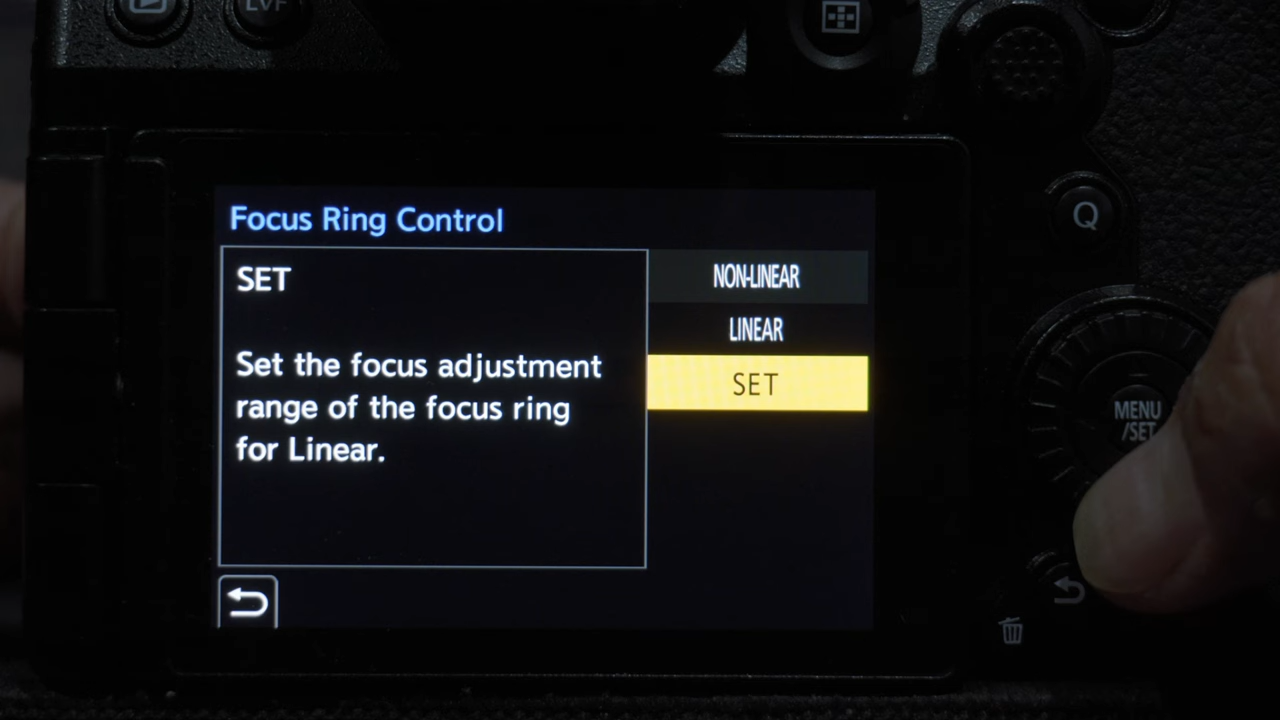 LVF
Q
Focus Ring Control
SET
Set the focus adjustment
range of the focus ring
for Linear.
NON-LINEAR
LINEAR
SET
MENU
/SET